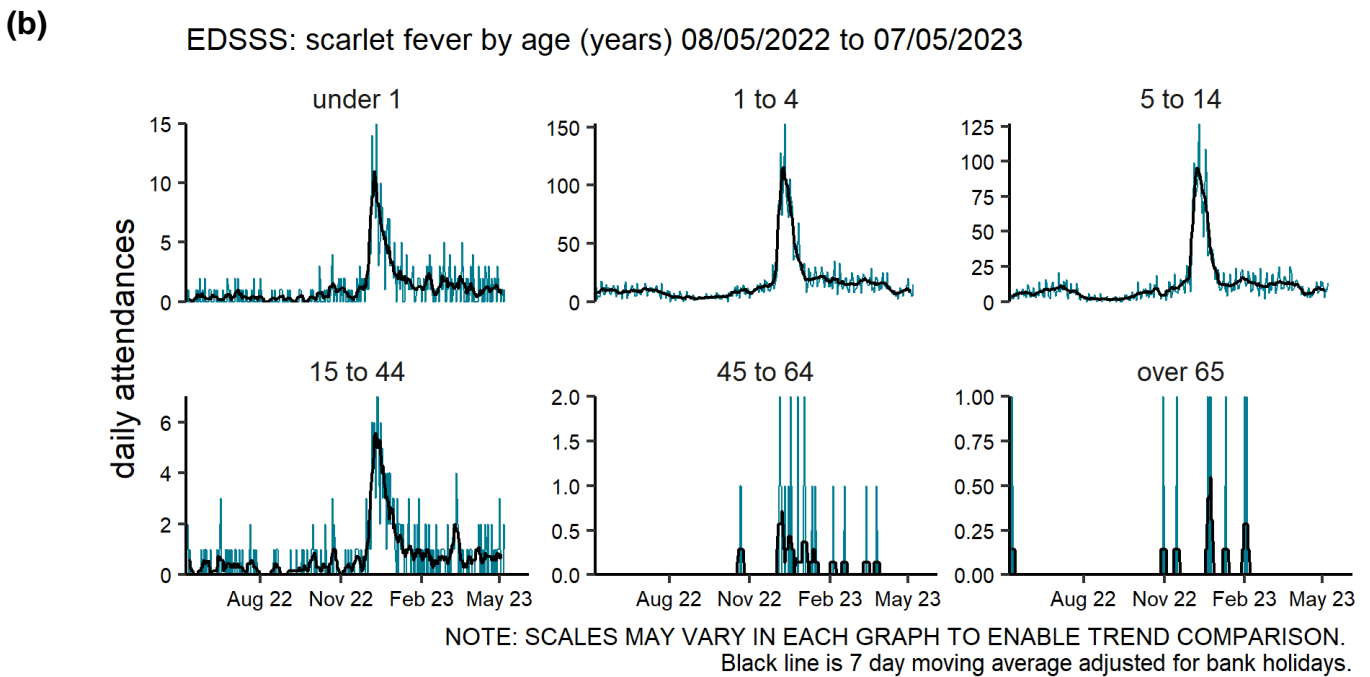 (b)
EDSSS: scarlet fever by age (years) 08/05/2022 to 07/05/2023
under 1
1 to 4
5 to 14
15
10
5
0
150
100
50
0
125
100
75
50
25
0
daily attendances
15 to 44
45 to 64
over 65
6
4
2
0
2.0
1.5
1.0
0.5
0.0
1.00
0.75
0.50
0.25
0.00
Aug 22 Nov 22 Feb 23 May 23
Aug 22 Nov 22 Feb 23 May 23
Aug 22 Nov 22 Feb 23 May 23
NOTE: SCALES MAY VARY IN EACH GRAPH TO ENABLE TREND COMPARISON.
Black line is 7 day moving average adjusted for bank holidays.